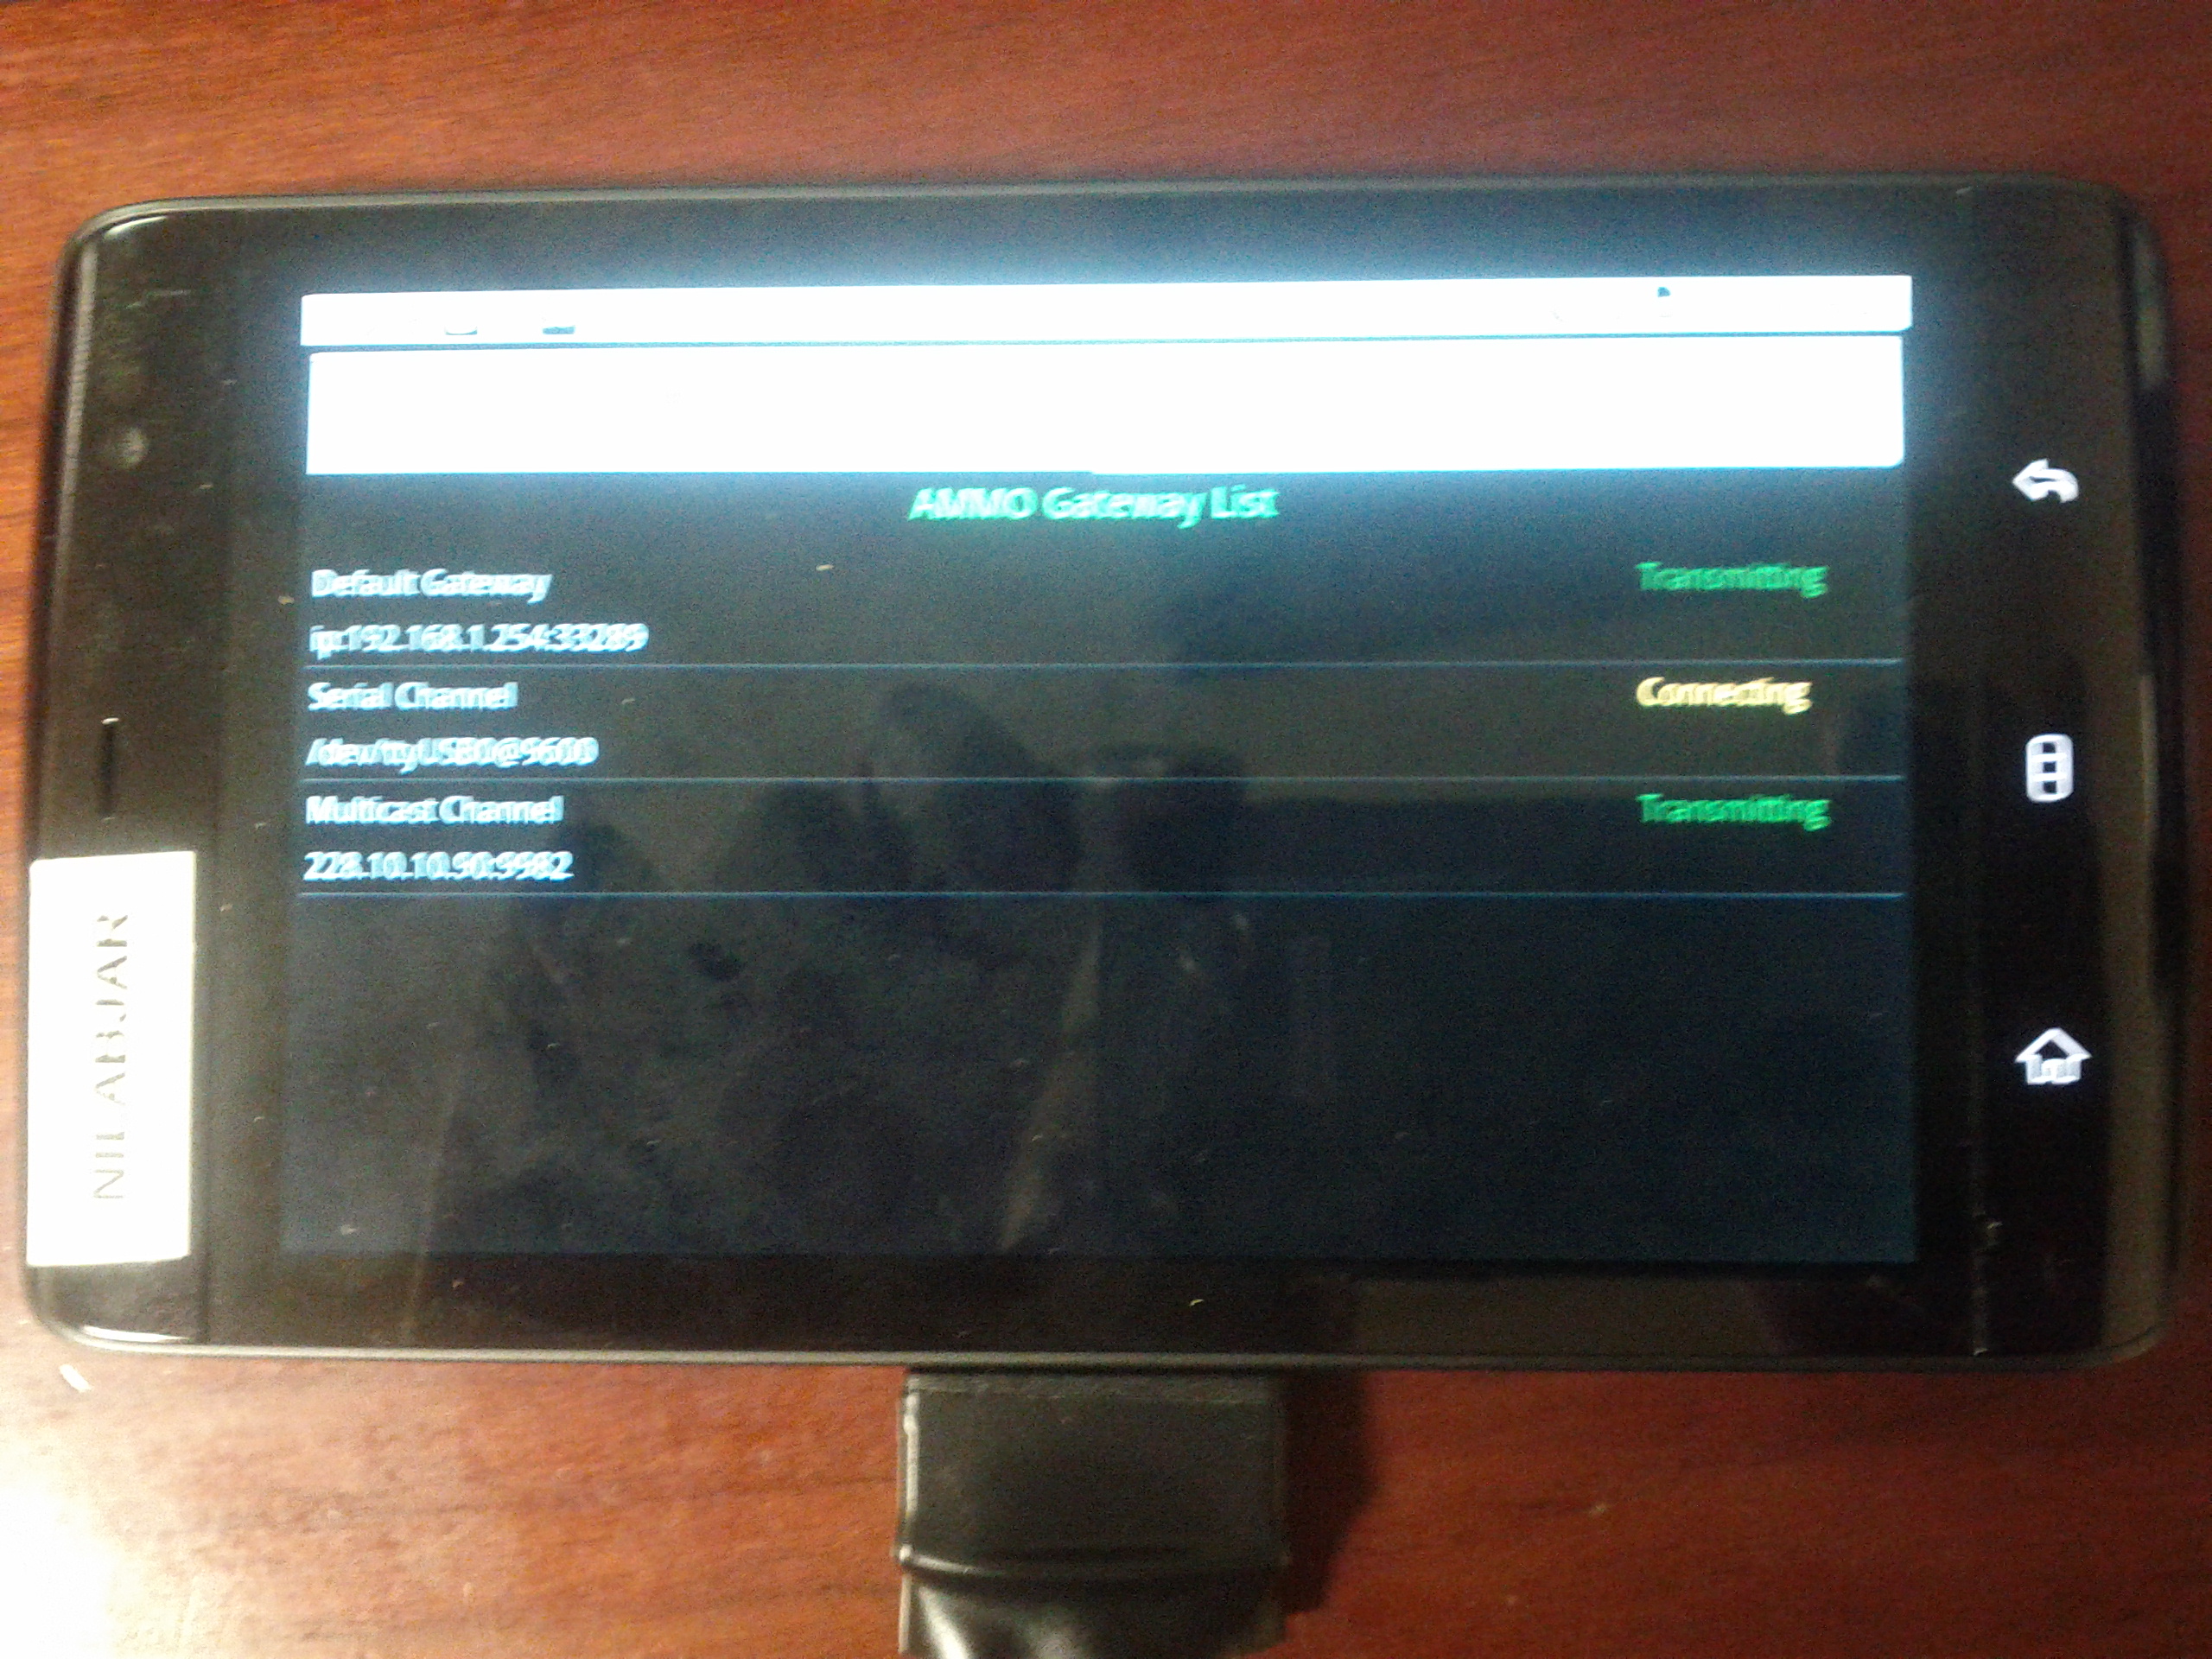 AMMO Gateway List
Default Gateway
Transmitting
ip:192.168.1.254:33289
Serial Channel
Connecting
/dev/ttyUSB0@9600
Multicast Channel
Transmitting
228.10.10.90:9982
NILABJAR